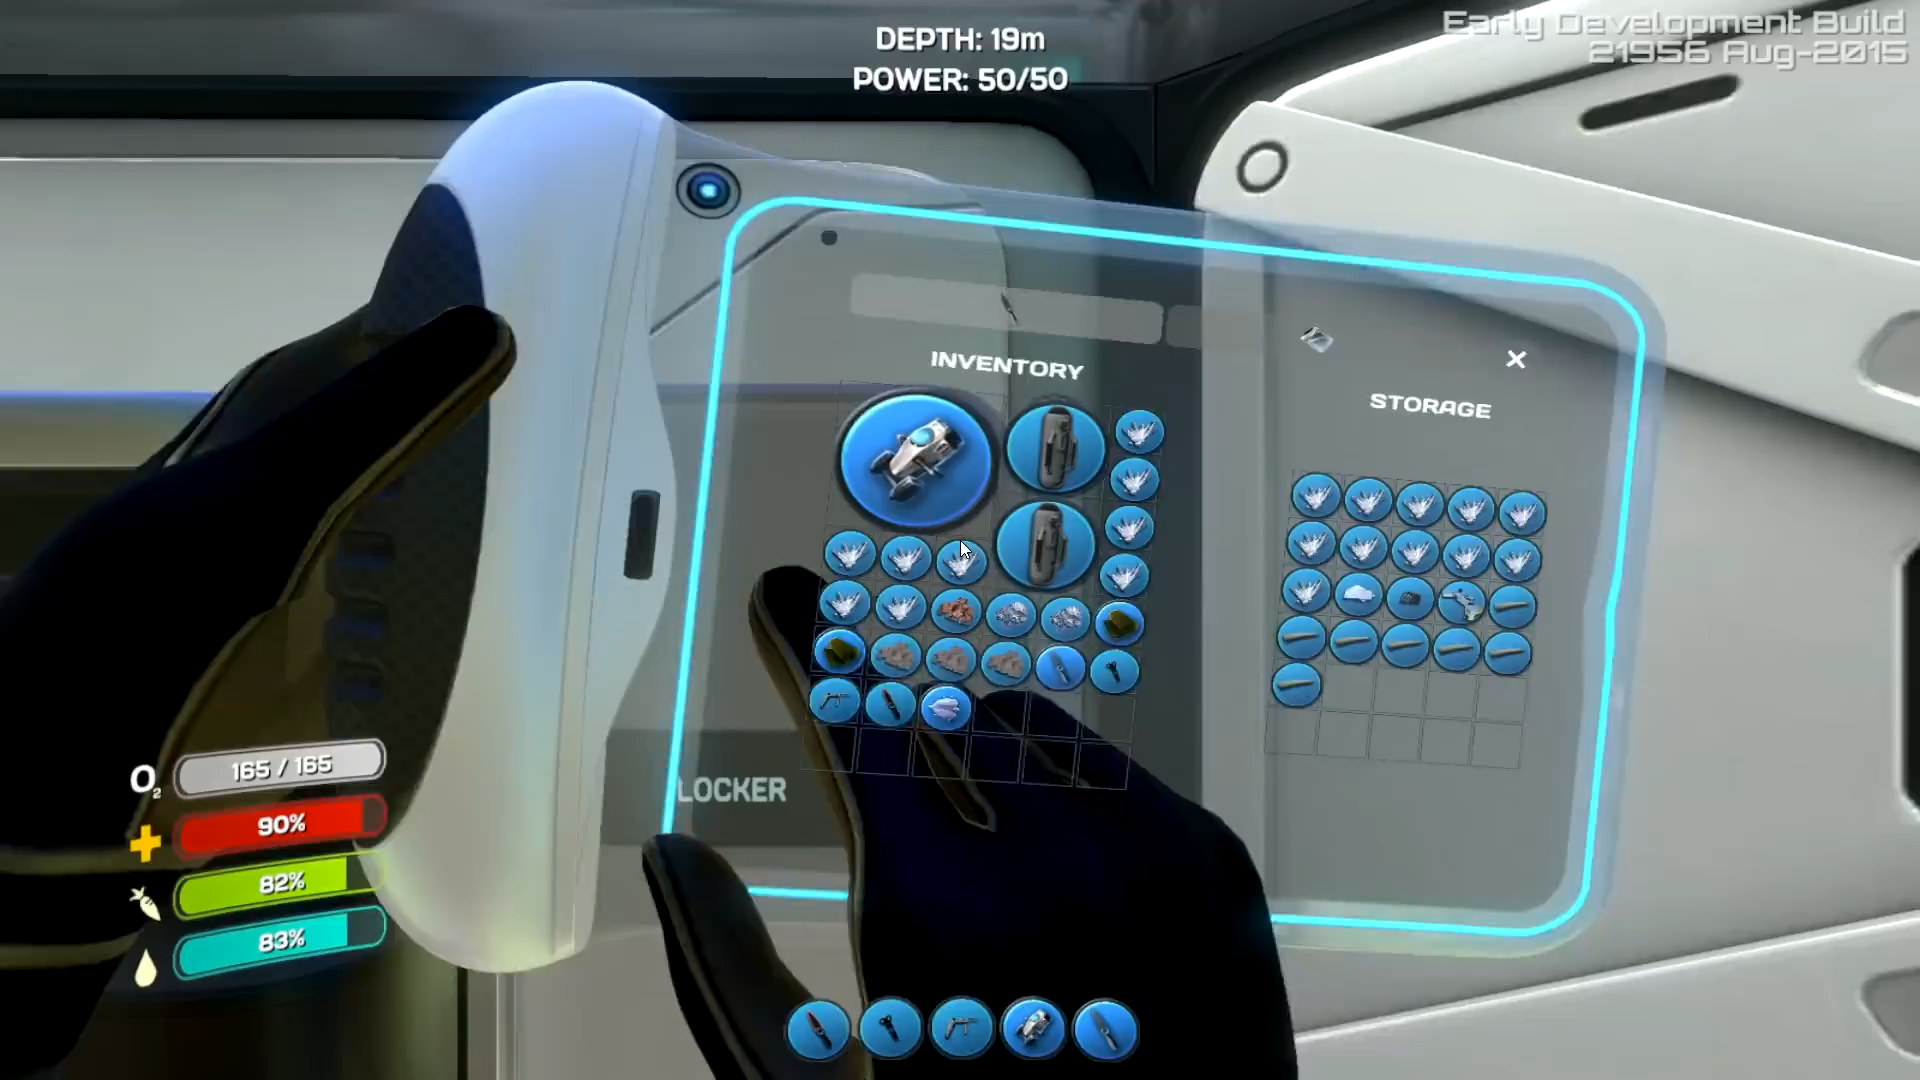 DEPTH: 19m
POWER: 50/50
Early Development Build
21956 Aug-2015
INVENTORY
STORAGE
LOCKER
O2
165 / 165
90%
82%
83%